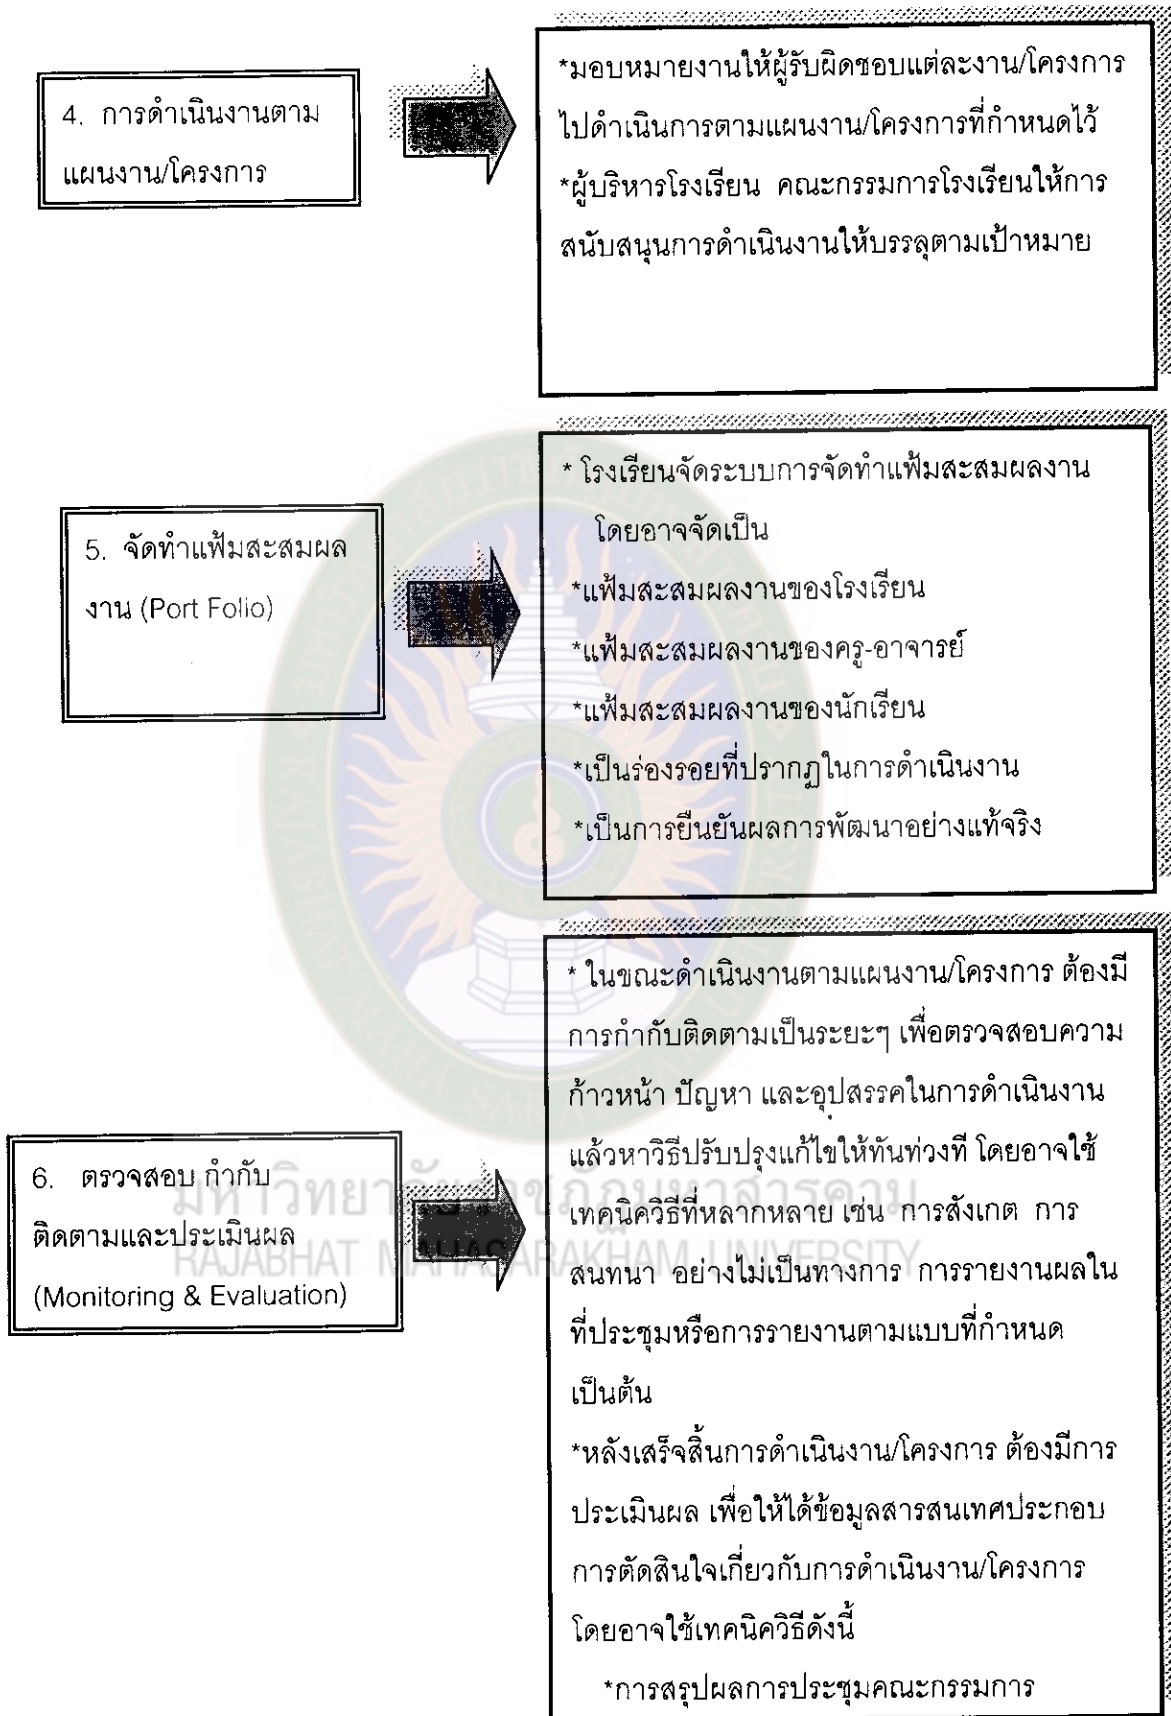 4. การดำเนินงานตาม
แผนงาน/โครงการ
*มอบหมายงานให้ผู้รับผิดชอบแต่ละงาน/โครงการ
ไปดำเนินการตามแผนงาน/โครงการที่กำหนดไว้
*ผู้บริหารโรงเรียน คณะกรรมการโรงเรียนให้การ
สนับสนุนการดำเนินงานให้บรรลุตามเป้าหมาย
5. จัดทำแฟ้มสะสมผล
งาน (Port Folio)
* โรงเรียนจัดระบบการจัดทำแฟ้มสะสมผลงาน
โดยอาจจัดเป็น
*แฟ้มสะสมผลงานของโรงเรียน
*แฟ้มสะสมผลงานของครู-อาจารย์
*แฟ้มสะสมผลงานของนักเรียน
*เป็นร่องรอยที่ปรากฏในการดำเนินงาน
*เป็นการยืนยันผลการพัฒนาอย่างแท้จริง
6. ตรวจสอบ กำกับ
ติดตามและประเมินผล
(Monitoring & Evaluation)
* ในขณะดำเนินงานตามแผนงาน/โครงการ ต้องมี
การกำกับติดตามเป็นระยะๆ เพื่อตรวจสอบความ
ก้าวหน้า ปัญหา และอุปสรรคในการดำเนินงาน
แล้วหาวิธีปรับปรุงแก้ไขให้ทันท่วงที โดยอาจใช้
เทคนิควิธีที่หลากหลาย เช่น การสังเกต การ
สนทนา อย่างไม่เป็นทางการ การรายงานผลใน
ที่ประชุมหรือการรายงานตามแบบที่กำหนด
เป็นต้น
*หลังเสร็จสิ้นการดำเนินงาน/โครงการ ต้องมีการ
ประเมินผล เพื่อให้ได้ข้อมูลสารสนเทศประกอบ
การตัดสินใจเกี่ยวกับการดำเนินงาน/โครงการ
โดยอาจใช้เทคนิควิธีดังนี้
*การสรุปผลการประชุมคณะกรรมการ
มหาวิทยาลัยราชภัฏมหาสารคาม
RAJABHAT MAHASARAKHAM UNIVERSITY